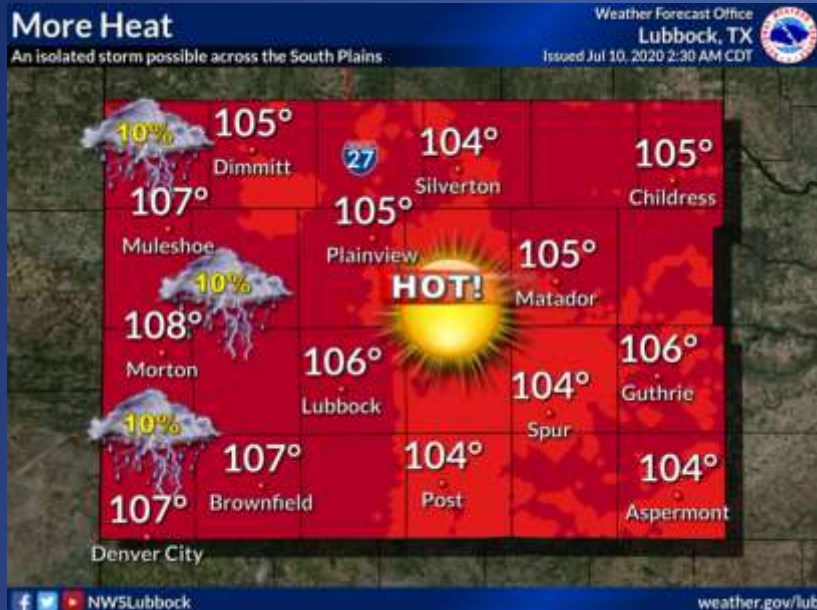 More Heat
An isolated storm possible across the South Plains
Weather Forecast Office
Lubbock, TX
Issued Jul 10, 2020 2:30 AM CDT
10%
105°
Dimmitt
27
104°
Silverton
105°
Childress
107°
Muleshoe
105°
Plainview
10%
HOT!
105°
Matador
108°
Morton
106°
Lubbock
104°
Spur
106°
Guthrie
10%
107°
Denver City
107°
Brownfield
104°
Post
104°
Aspermont
NWSLubbock
weather.gov/lub